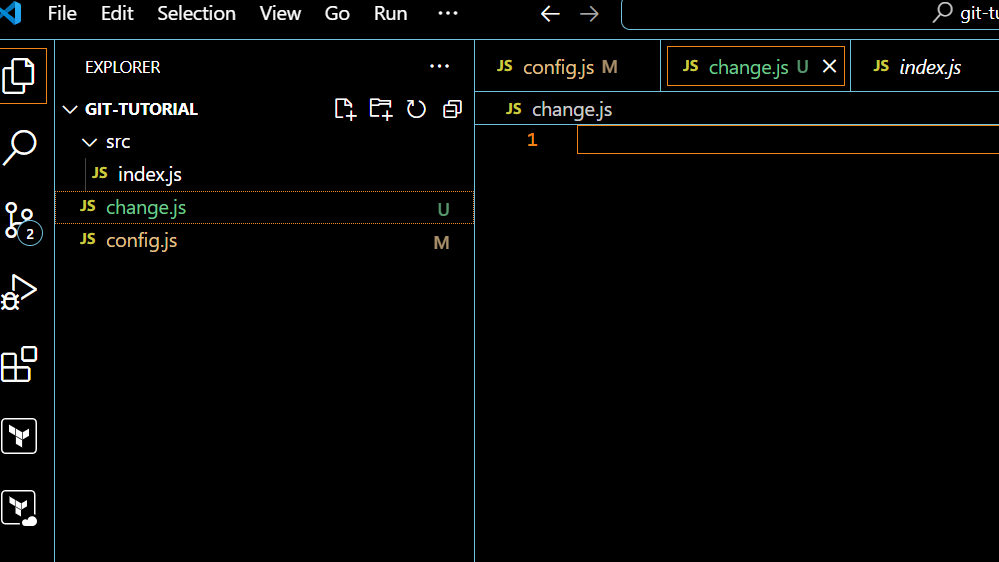 File Edit Selection View Go Run ··· git-tu
EXPLORER ···
JS config.js M JS change.js U JS index.js
GIT-TUTORIAL
JS change.js
src
1
JS index.js
JS change.js U
JS config.js M
2